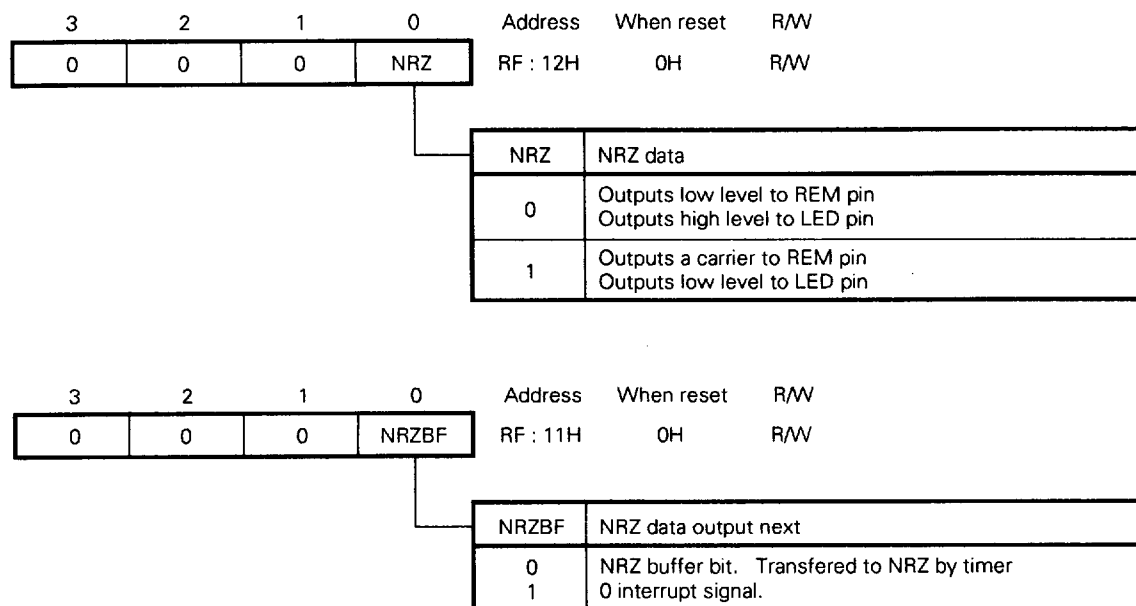 3 2 1 0 Address When reset R/W
0 0 0 NRZ RF : 12H 0H R/W
NRZ NRZ data
0 Outputs low level to REM pin
Outputs high level to LED pin
1 Outputs a carrier to REM pin
Outputs low level to LED pin
3 2 1 0 Address When reset R/W
0 0 0 NRZBF RF : 11H 0H R/W
NRZBF NRZ data output next
0 NRZ buffer bit. Transfered to NRZ by timer
1 0 interrupt signal.